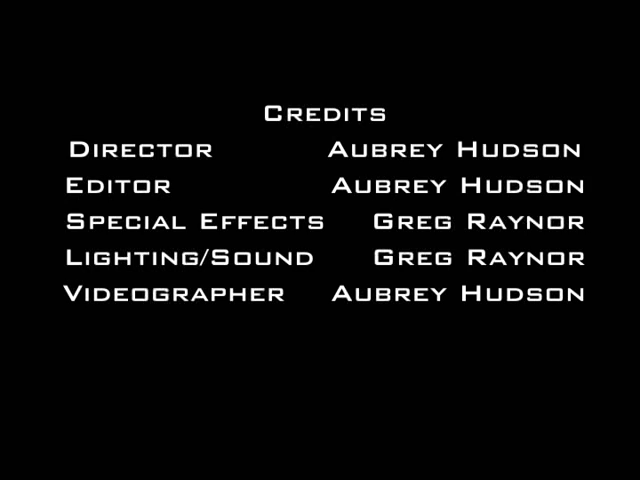 Credits
Director Aubrey Hudson
Editor Aubrey Hudson
Special Effects Greg Raynor
Lighting/Sound Greg Raynor
Videographer Aubrey Hudson